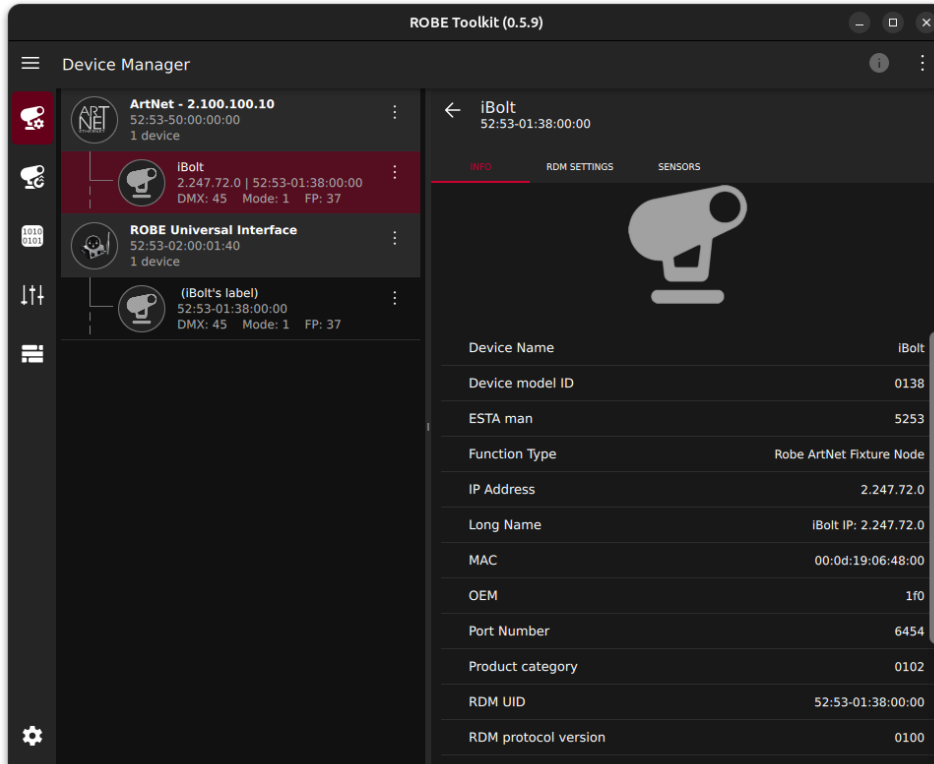 ROBE Toolkit (0.5.9)
Device Manager
ART
NET
ArtNet - 2.100.100.10
52:53-50:00:00:00
1 device
iBolt
2.247.72.0 | 52:53-01:38:00:00
DMX: 45 Mode: 1 FP: 37
ROBE Universal Interface
52:53-02:00:01:40
1 device
(iBolt's label)
52:53-01:38:00:00
DMX: 45 Mode: 1 FP: 37
1010
0101
iBolt
52:53-01:38:00:00
INFO RDM SETTINGS SENSORS
Device Name iBolt
Device model ID 0138
ESTA man 5253
Function Type Robe ArtNet Fixture Node
IP Address 2.247.72.0
Long Name iBolt IP: 2.247.72.0
MAC 00:0d:19:06:48:00
OEM 1f0
Port Number 6454
Product category 0102
RDM UID 52:53-01:38:00:00
RDM protocol version 0100